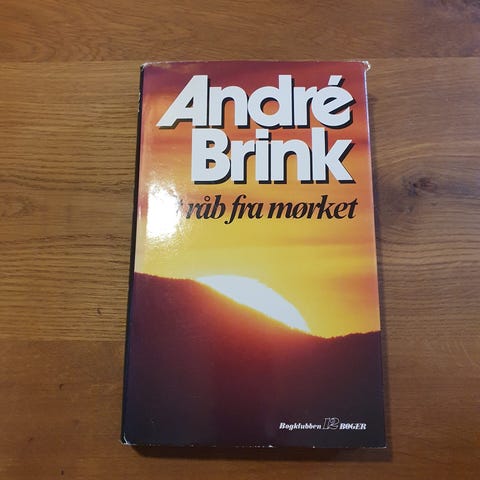 André
Brink
råb fra mørket
Bogklubben 12 BØGER